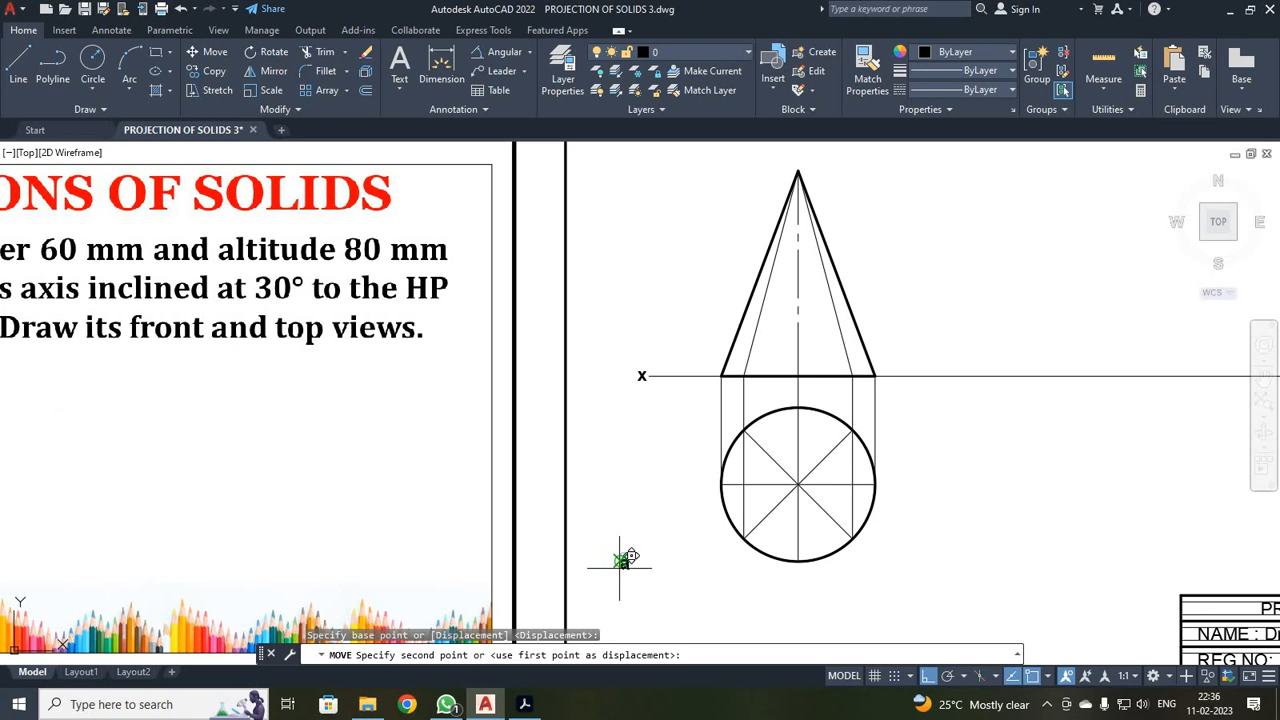 Share
Autodesk AutoCAD 2022
PROJECTION OF SOLIDS 3.dwg
Type a keyword or phrase
Sign In
Home
Insert
Annotate
Parametric
View
Manage
Output
Add-ins
Collaborate
Express Tools
Featured Apps
Line
Polyline
Circle
Arc
Move
Rotate
Trim
Copy
Mirror
Fillet
Stretch
Scale
Array
Text
Dimension
Angular
Leader
Table
Layer
Properties
0
Make Current
Match Layer
Insert
Create
Edit
Match
Properties
ByLayer
ByLayer
ByLayer
Group
Measure
Paste
Base
Draw
Modify
Annotation
Layers
Block
Properties
Groups
Utilities
Clipboard
View
Start
PROJECTION OF SOLIDS 3*
[−][Top][2D Wireframe]
ONS OF SOLIDS
er 60 mm and altitude 80 mm
s axis inclined at 30° to the HP
Draw its front and top views.
N
W
TOP
E
S
WCS
X
a
PR
NAME : D
REG NO:
Y
X
Specify base point or [Displacement] <Displacement>:
MOVE Specify second point or <use first point as displacement>:
Model
Layout1
Layout2
MODEL
1:1
Type here to search
1
25°C Mostly clear
ENG
22:36
11-02-2023